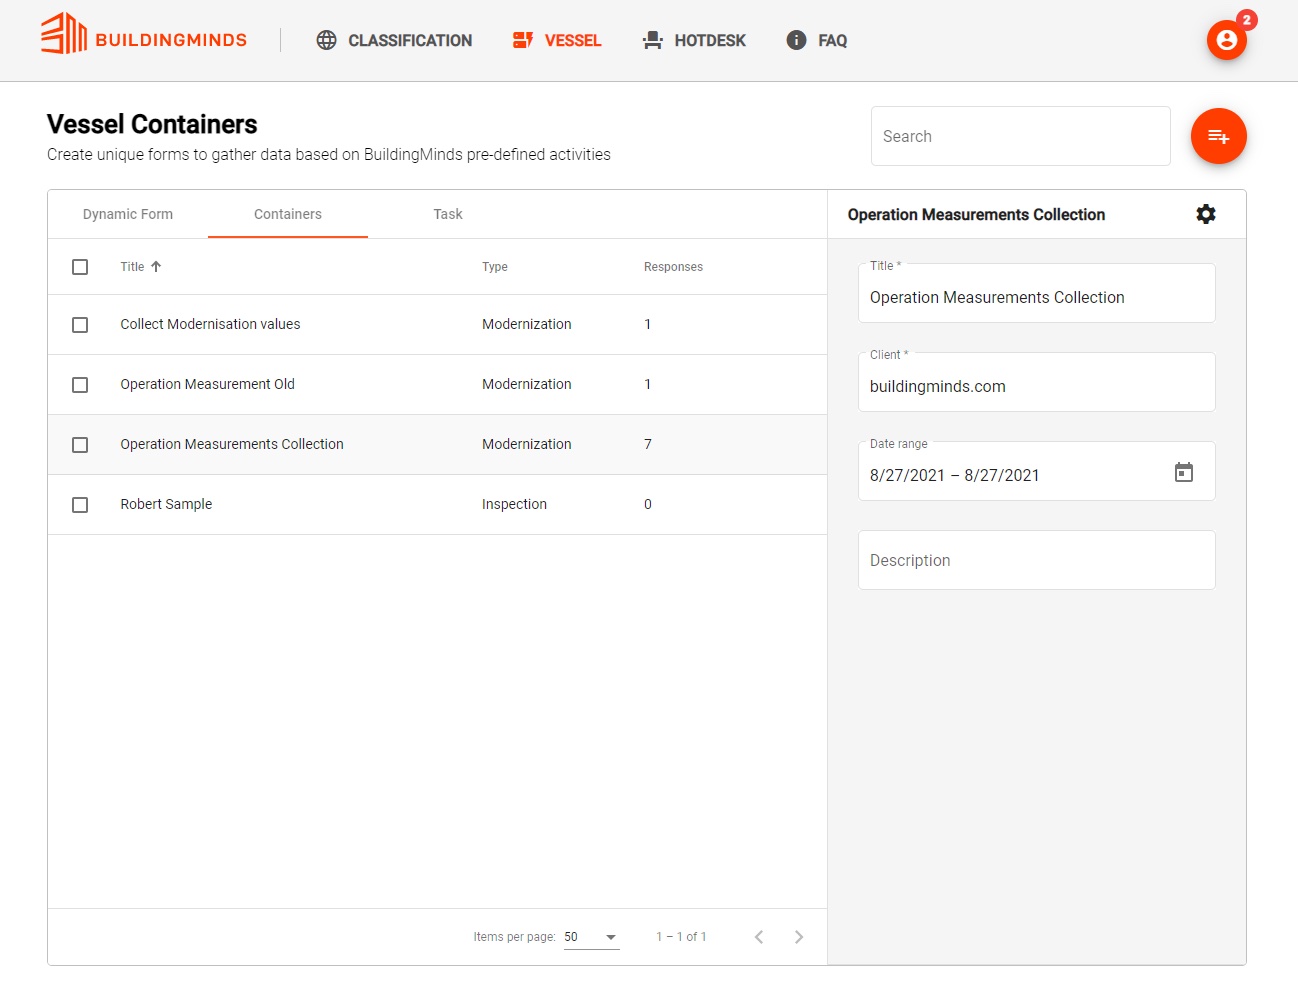 BUILDINGMINDS
CLASSIFICATION
VESSEL
HOTDESK
FAQ
2
Vessel Containers
Create unique forms to gather data based on BuildingMinds pre-defined activities
Search
Dynamic Form
Containers
Task
Title
Type
Responses
Collect Modernisation values
Modernization
1
Operation Measurement Old
Modernization
1
Operation Measurements Collection
Modernization
7
Robert Sample
Inspection
0
Items per page:
50
1 – 1 of 1
Operation Measurements Collection
Title *
Operation Measurements Collection
Client *
buildingminds.com
Date range
8/27/2021 – 8/27/2021
Description